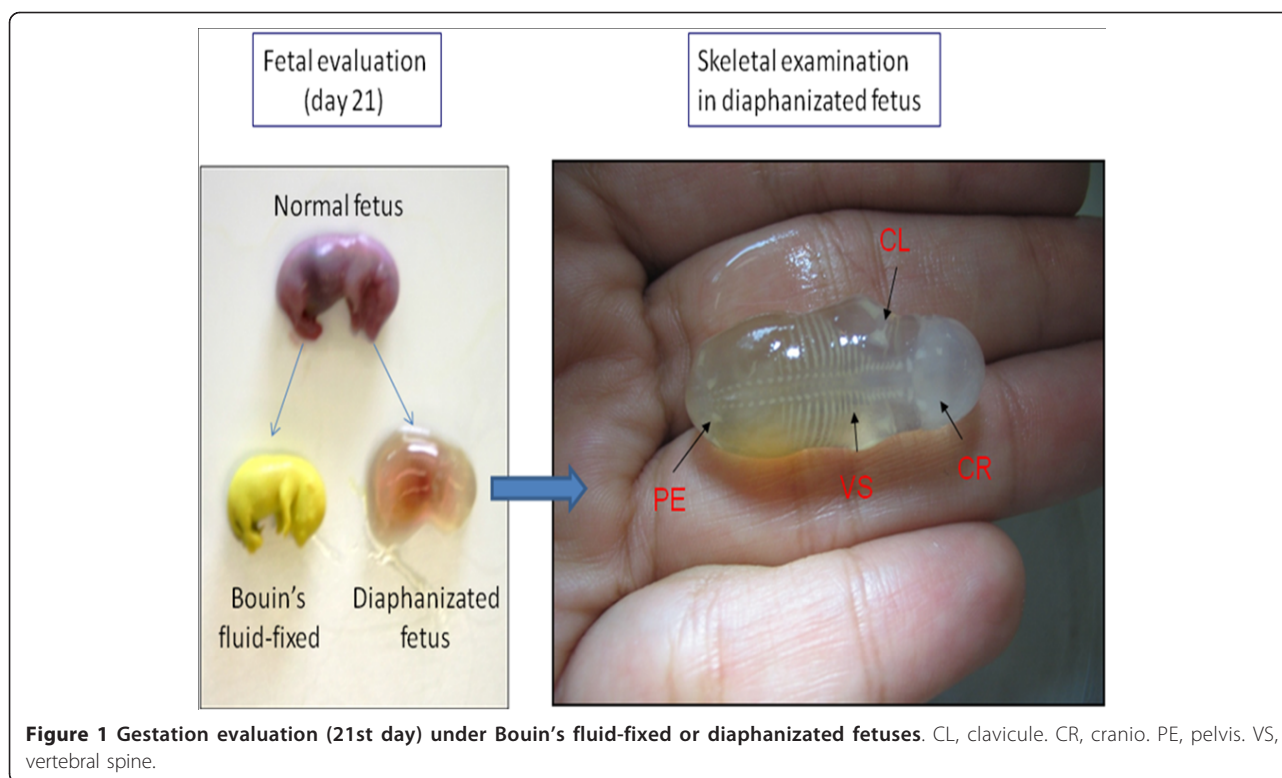 Fetal evaluation
(day 21)
Skeletal examination
in diaphanizated fetus
Normal fetus
Bouin's
fluid-fixed
Diaphanizated
fetus
CL
PE
VS
CR
Figure 1 Gestation evaluation (21st day) under Bouin's fluid-fixed or diaphanizated fetuses. CL, clavicule. CR, cranio. PE, pelvis. VS,
vertebral spine.